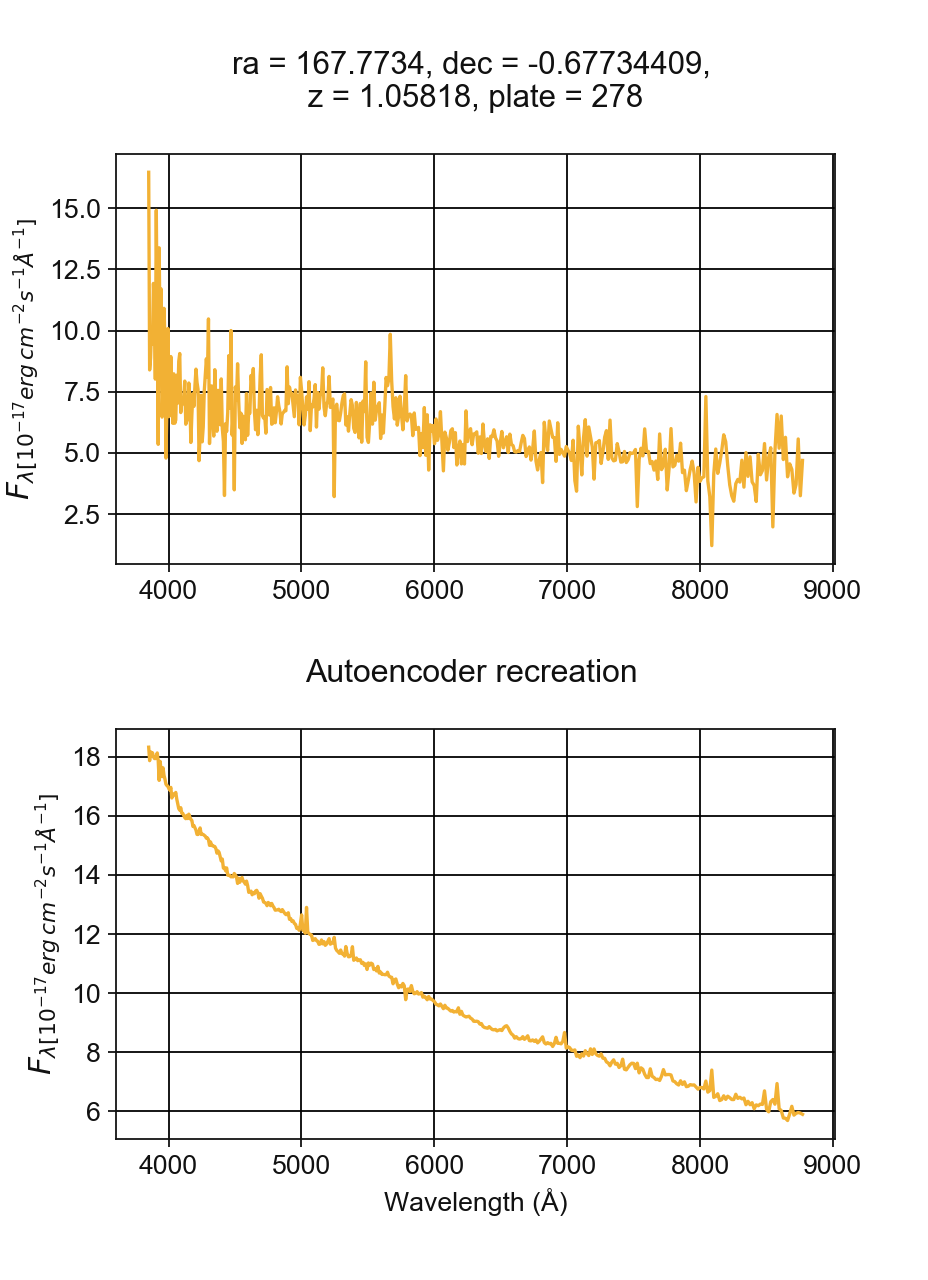 ra = 167.7734, dec = -0.67734409,
z = 1.05818, plate = 278
F_λ[10^{-17} erg cm^{-2} s^{-1} Å^{-1}]
15.0
12.5
10.0
7.5
5.0
2.5
4000 5000 6000 7000 8000 9000
Autoencoder recreation
F_λ[10^{-17} erg cm^{-2} s^{-1} Å^{-1}]
18
16
14
12
10
8
6
4000 5000 6000 7000 8000 9000
Wavelength (Å)